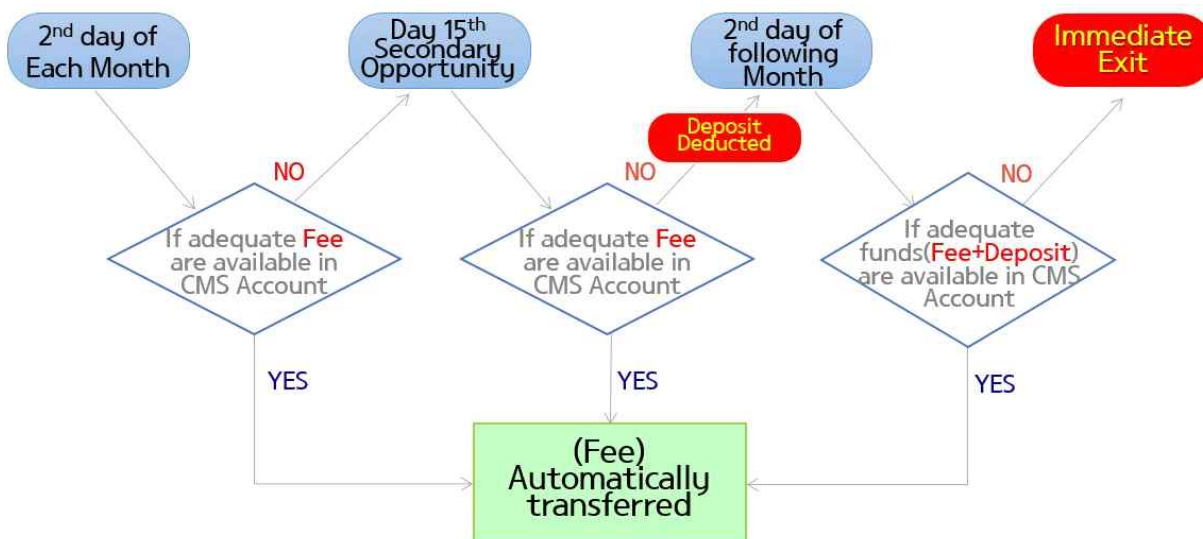 2nd day of
Each Month
Day 15th
Secondary
Opportunity
2nd day of
following
Month
Immediate
Exit
Deposit
Deducted
NO
NO
NO
If adequate Fee
are available in
CMS Account
If adequate Fee
are available in
CMS Account
If adequate
funds(Fee+Deposit)
are available in CMS
Account
YES
YES
YES
(Fee)
Automatically
transferred